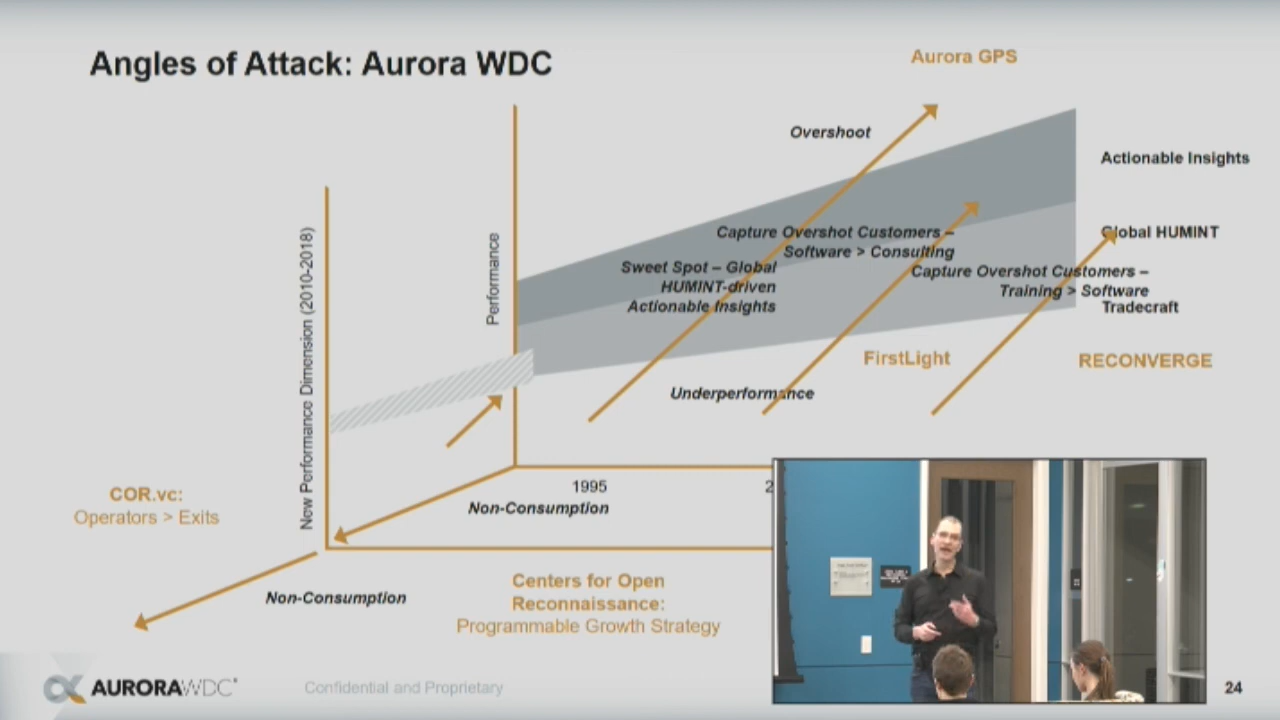 Angles of Attack: Aurora WDC
Aurora GPS
Overshoot
Actionable Insights
Capture Overshot Customers –
Software > Consulting
Global HUMINT
Sweet Spot – Global
HUMINT-driven
Actionable Insights
Capture Overshot Customers –
Training > Software
Tradecraft
Performance
New Performance Dimension (2010-2018)
FirstLight
RECONVERGE
Underperformance
1995
2
Non-Consumption
COR.vc:
Operators > Exits
Non-Consumption
Centers for Open
Reconnaissance:
Programmable Growth Strategy
AURORAWDC
Confidential and Proprietary
24